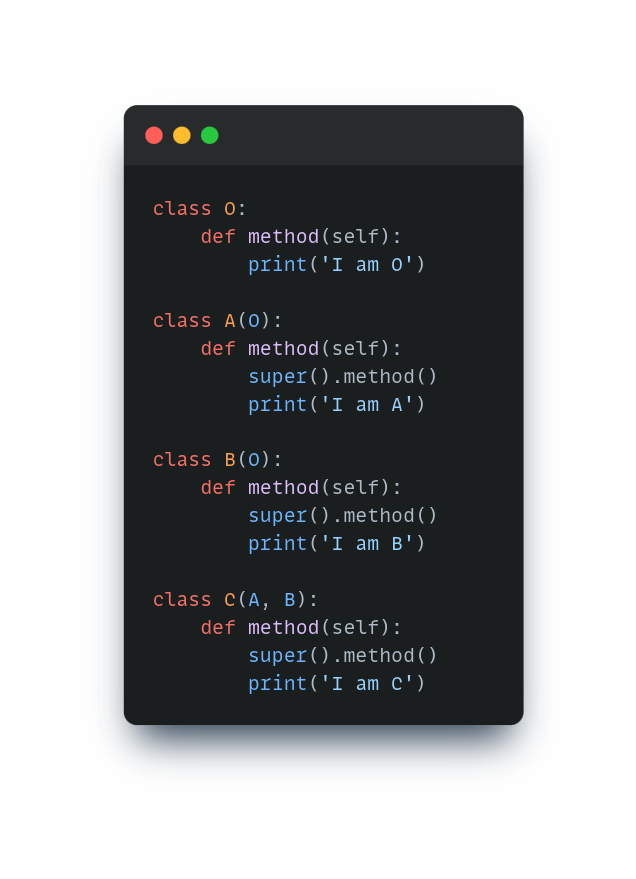 class O:
    def method(self):
        print('I am O')

class A(O):
    def method(self):
        super().method()
        print('I am A')

class B(O):
    def method(self):
        super().method()
        print('I am B')

class C(A, B):
    def method(self):
        super().method()
        print('I am C')